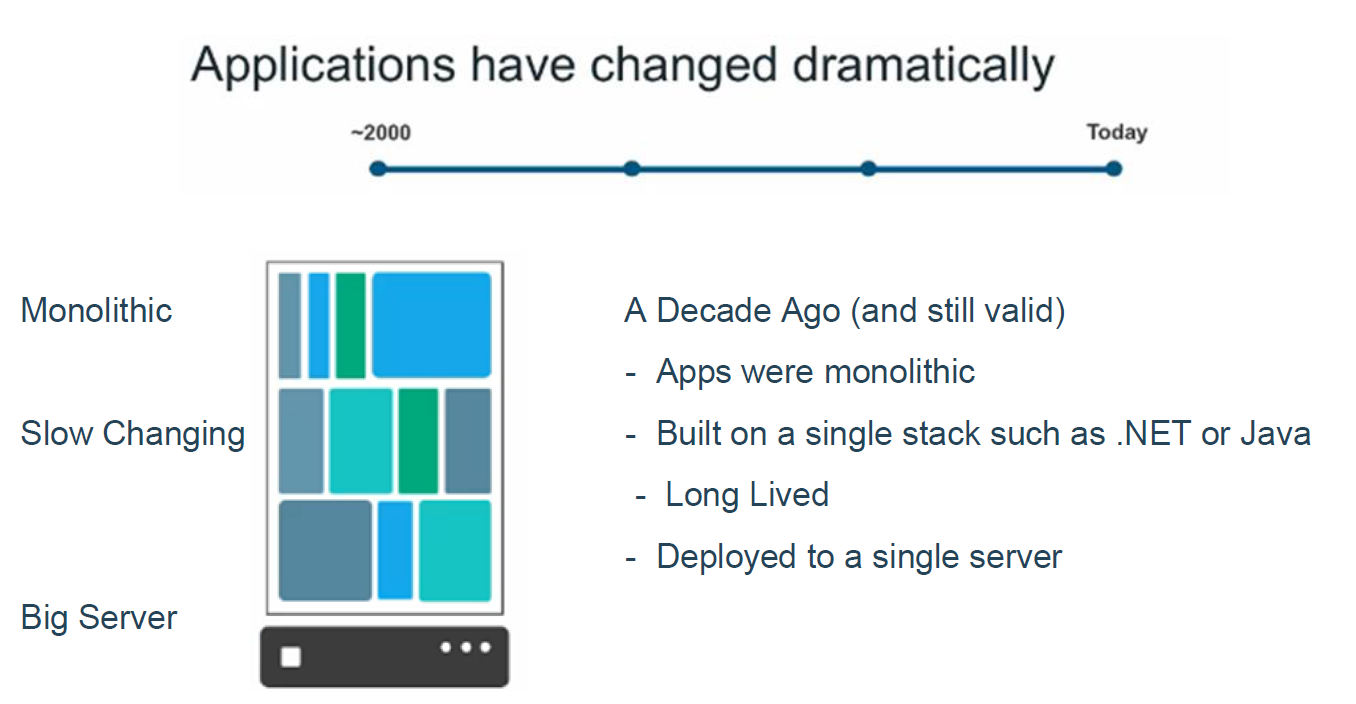 Applications have changed dramatically
~2000
Today
Monolithic
Slow Changing
Big Server
A Decade Ago (and still valid)
- Apps were monolithic
- Built on a single stack such as .NET or Java
- Long Lived
- Deployed to a single server